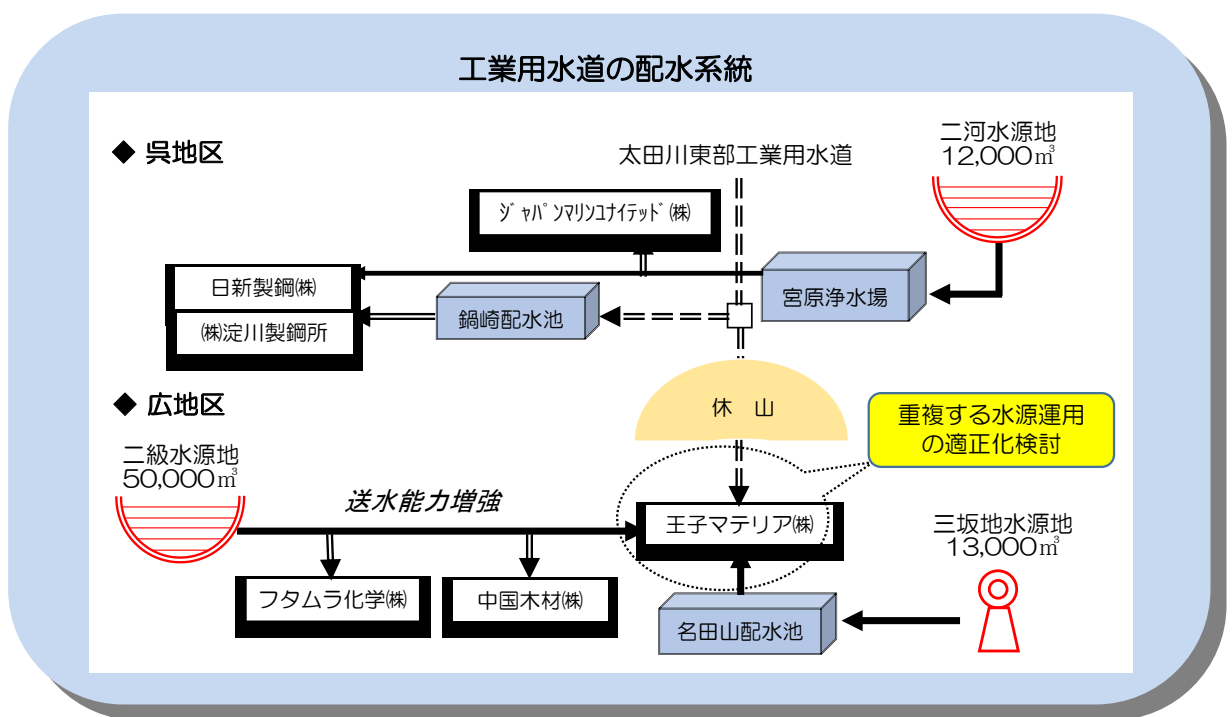 工業用水道の配水系統
◆ 呉地区
太田川東部工業用水道
二河水源地
12,000㎥
ｼﾞｬﾊﾟﾝﾏﾘﾝﾕﾅｲﾃｯﾄﾞ㈱
日新製鋼㈱
㈱淀川製鋼所
鍋崎配水池
宮原浄水場
◆ 広地区
休　山
重複する水源運用
の適正化検討
二級水源地
50,000㎥
送水能力増強
王子マテリア㈱
三坂地水源地
13,000㎥
フタムラ化学㈱
中国木材㈱
名田山配水池